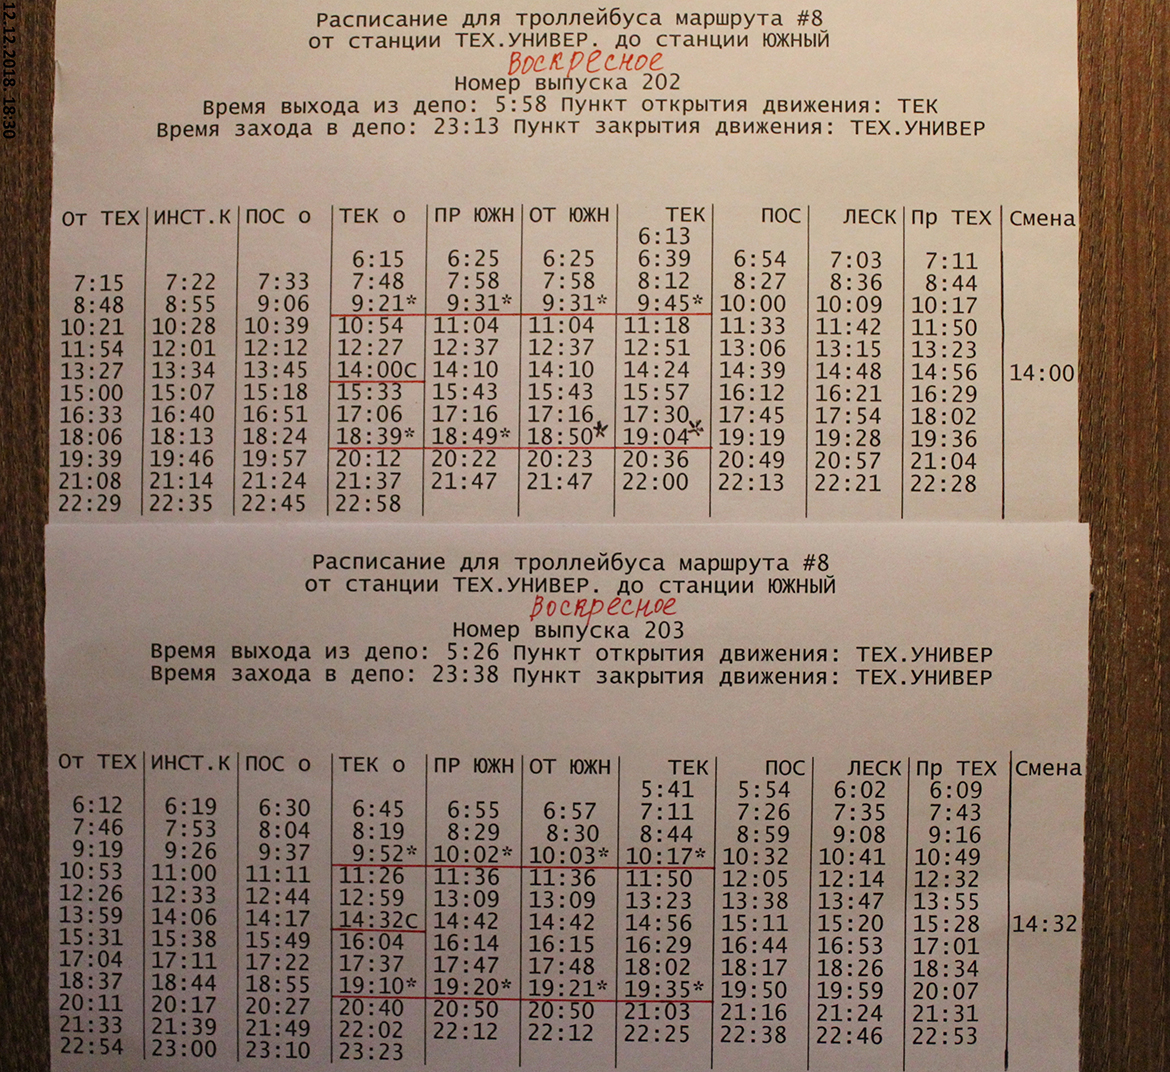 12.12.2018. 18:30
Расписание для троллейбуса маршрута #8
от станции ТЕХ.УНИВЕР. до станции ЮЖНЫЙ
Воскресное
Номер выпуска 202
Время выхода из депо: 5:58 Пункт открытия движения: ТЕК
Время захода в депо: 23:13 Пункт закрытия движения: ТЕХ.УНИВЕР
От ТЕХ ИНСТ.К ПОС о ТЕК о ПР ЮЖН ОТ ЮЖН ТЕК ПОС ЛЕСК Пр ТЕХ Смена
6:13
6:15 6:25 6:25 6:39 6:54 7:03 7:11
7:15 7:22 7:33 7:48 7:58 7:58 8:12 8:27 8:36 8:44
8:48 8:55 9:06 9:21* 9:31* 9:31* 9:45* 10:00 10:09 10:17
10:21 10:28 10:39 10:54 11:04 11:04 11:18 11:33 11:42 11:50
11:54 12:01 12:12 12:27 12:37 12:37 12:51 13:06 13:15 13:23
13:27 13:34 13:45 14:00С 14:10 14:10 14:24 14:39 14:48 14:56 14:00
15:00 15:07 15:18 15:33 15:43 15:43 15:57 16:12 16:21 16:29
16:33 16:40 16:51 17:06 17:16 17:16 17:30 17:45 17:54 18:02
18:06 18:13 18:24 18:39* 18:49* 18:50* 19:04* 19:19 19:28 19:36
19:39 19:46 19:57 20:12 20:22 20:23 20:36 20:49 20:57 21:04
21:08 21:14 21:24 21:37 21:47 21:47 22:00 22:13 22:21 22:28
22:29 22:35 22:45 22:58
Расписание для троллейбуса маршрута #8
от станции ТЕХ.УНИВЕР. до станции ЮЖНЫЙ
Воскресное
Номер выпуска 203
Время выхода из депо: 5:26 Пункт открытия движения: ТЕХ.УНИВЕР
Время захода в депо: 23:38 Пункт закрытия движения: ТЕХ.УНИВЕР
От ТЕХ ИНСТ.К ПОС о ТЕК о ПР ЮЖН ОТ ЮЖН ТЕК ПОС ЛЕСК Пр ТЕХ Смена
5:41 5:54 6:02 6:09
6:12 6:19 6:30 6:45 6:55 6:57 7:11 7:26 7:35 7:43
7:46 7:53 8:04 8:19 8:29 8:30 8:44 8:59 9:08 9:16
9:19 9:26 9:37 9:52* 10:02* 10:03* 10:17* 10:32 10:41 10:49
10:53 11:00 11:11 11:26 11:36 11:36 11:50 12:05 12:14 12:32
12:26 12:33 12:44 12:59 13:09 13:09 13:23 13:38 13:47 13:55
13:59 14:06 14:17 14:32С 14:42 14:42 14:56 15:11 15:20 15:28 14:32
15:31 15:38 15:49 16:04 16:14 16:15 16:29 16:44 16:53 17:01
17:04 17:11 17:22 17:37 17:47 17:48 18:02 18:17 18:26 18:34
18:37 18:44 18:55 19:10* 19:20* 19:21* 19:35* 19:50 19:59 20:07
20:11 20:17 20:27 20:40 20:50 20:50 21:03 21:16 21:24 21:31
21:33 21:39 21:49 22:02 22:12 22:12 22:25 22:38 22:46 22:53
22:54 23:00 23:10 23:23